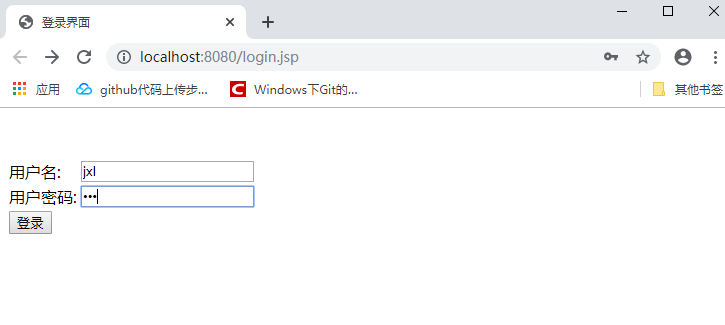 登录界面
localhost:8080/login.jsp
应用 github代码上传步... C Windows下Git的... 其他书签
用户名: jxl
用户密码: •••
登录